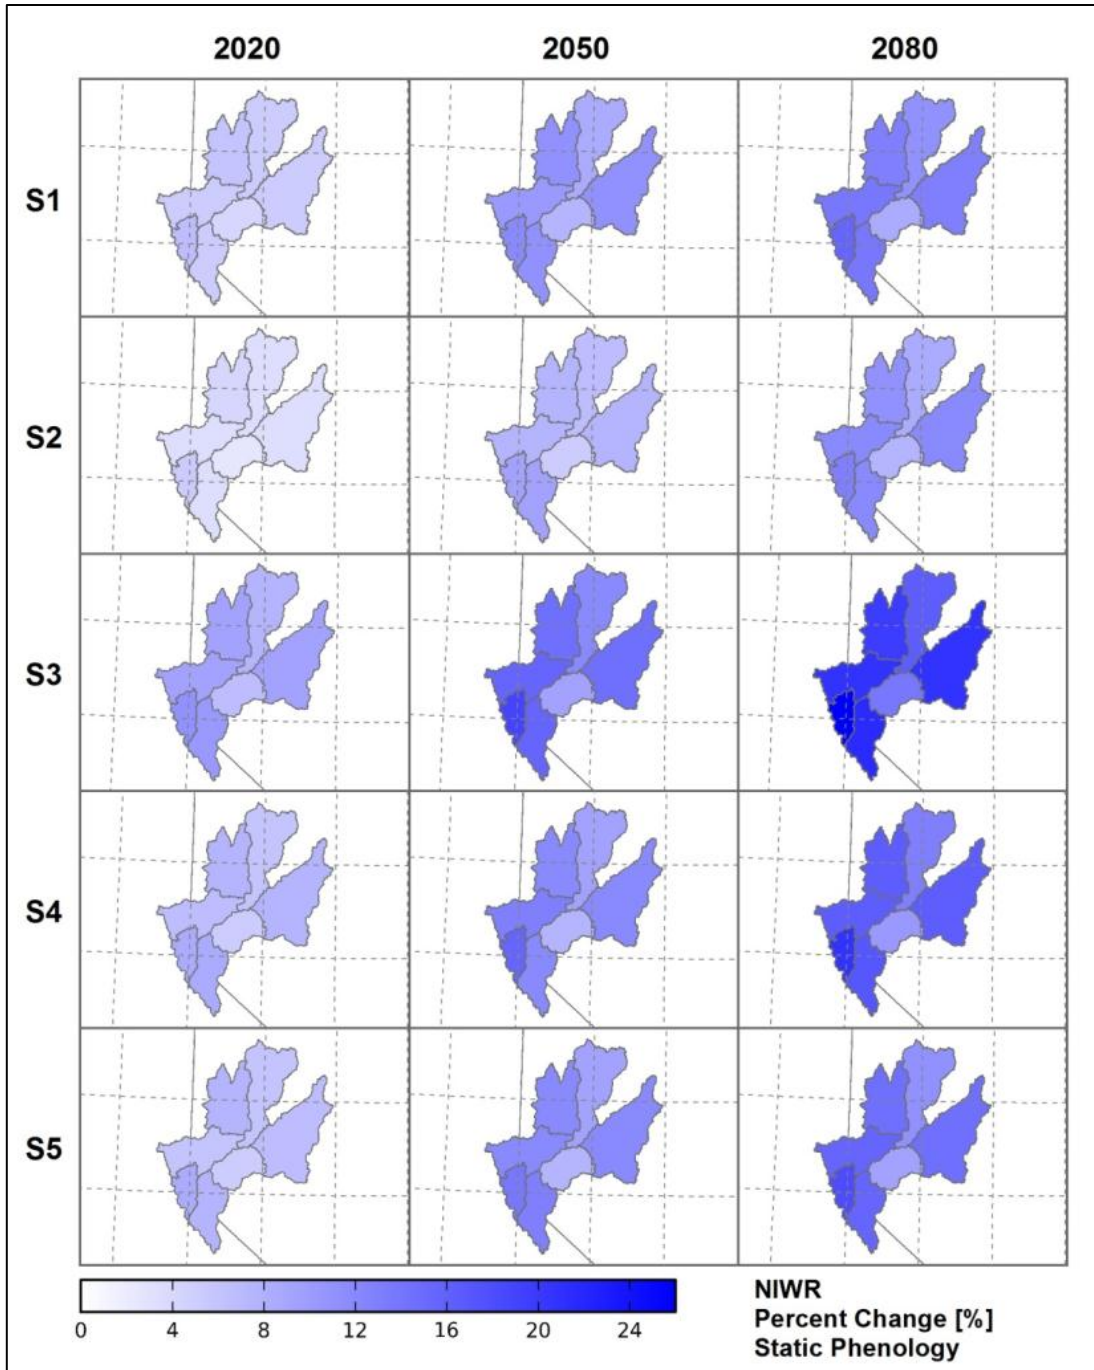 2020 2050 2080
S1
S2
S3
S4
S5
0 4 8 12 16 20 24
NIWR
Percent Change [%]
Static Phenology